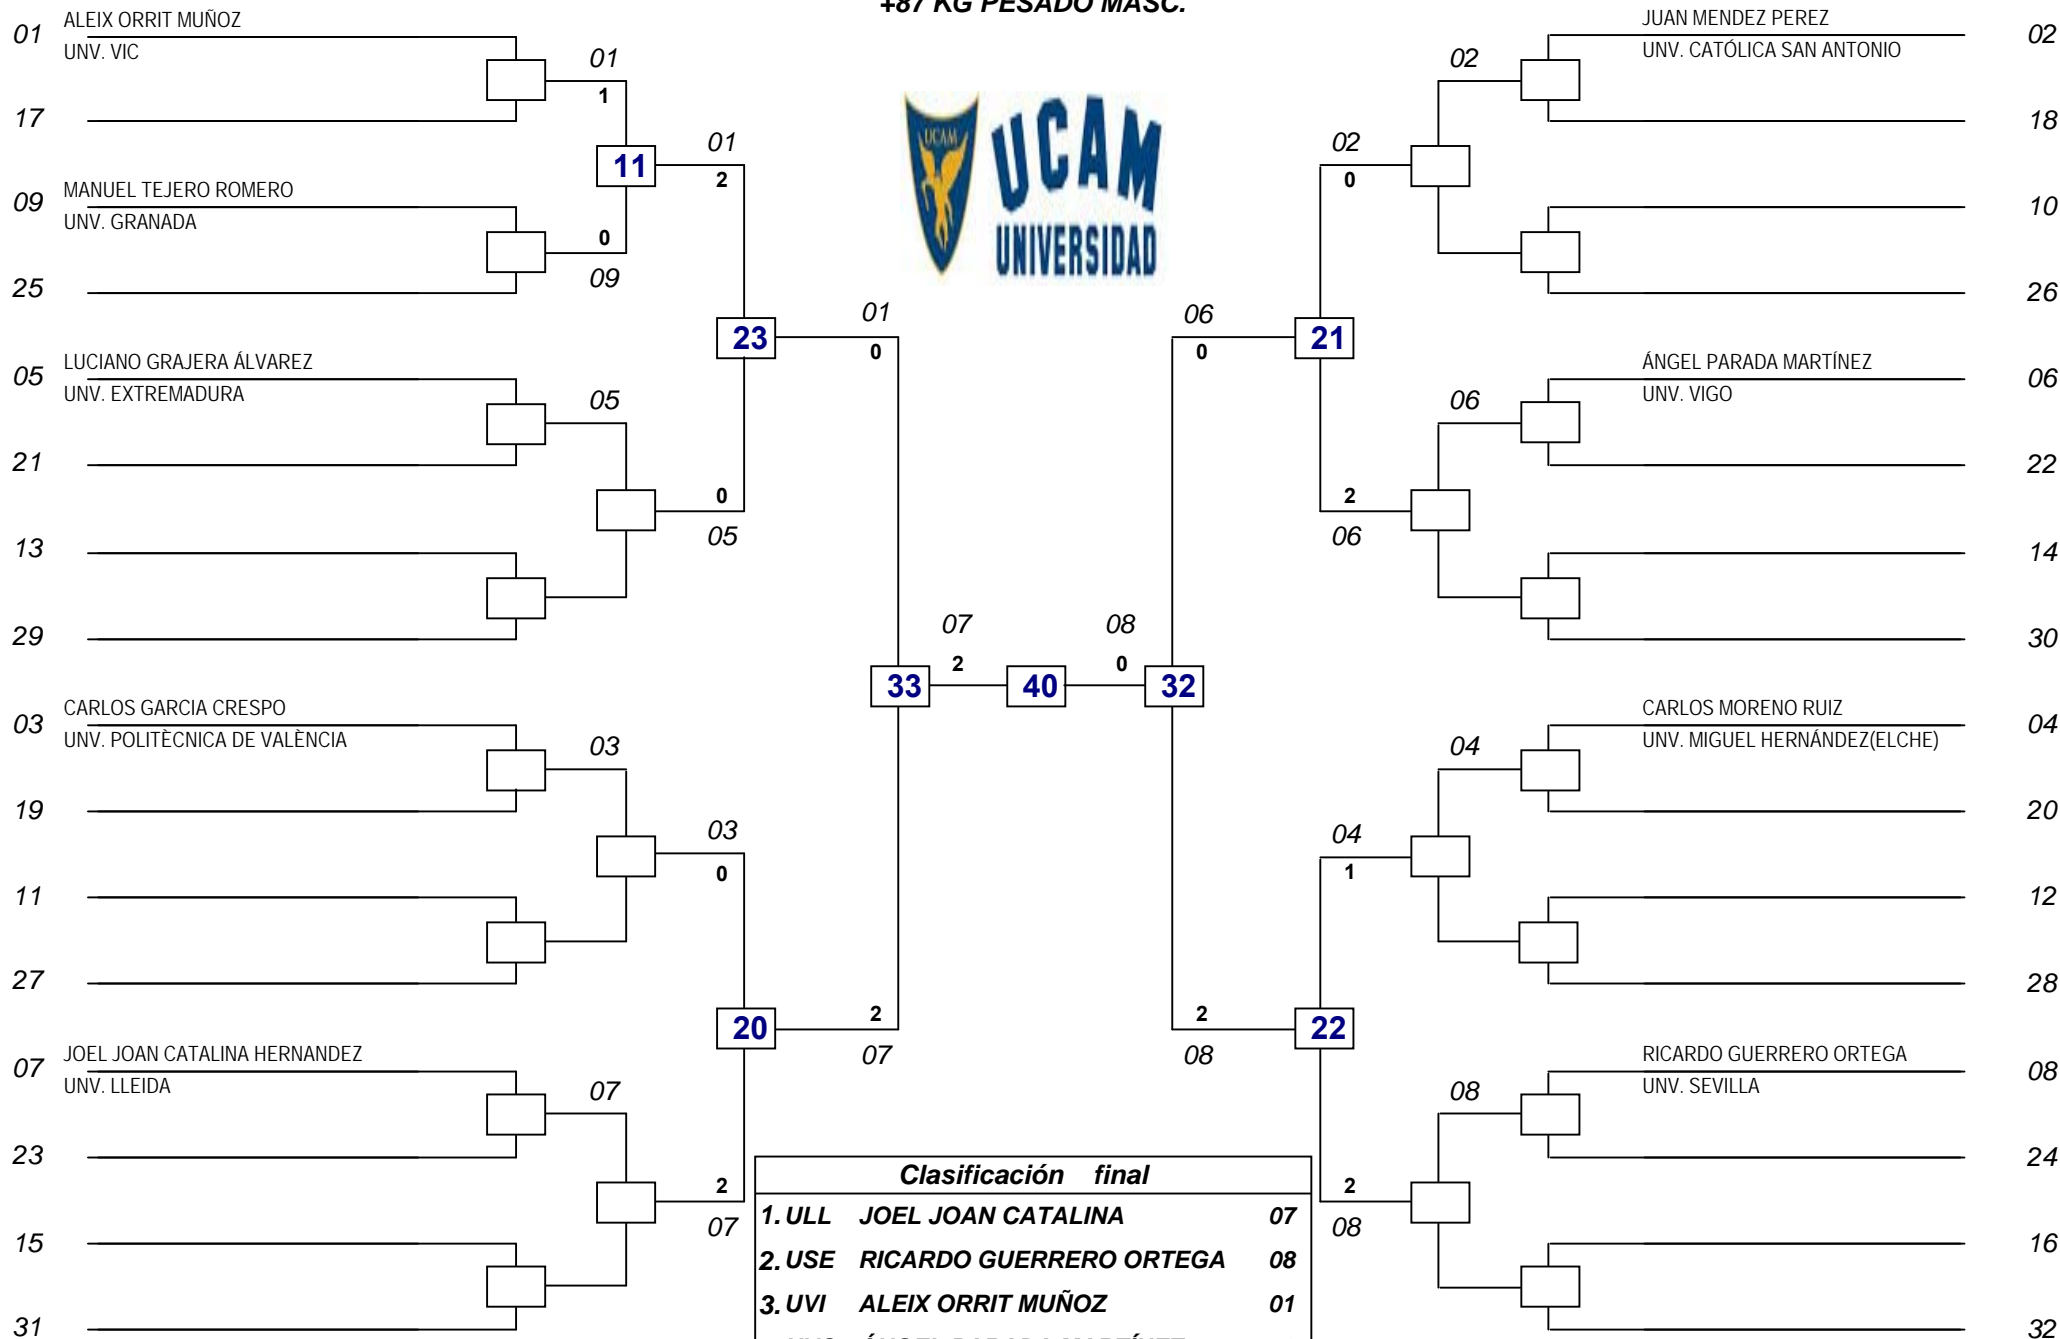 +87 KG PESADO MASC.
01 ALEIX ORRIT MUÑOZ
UNV. VIC
17
09 MANUEL TEJERO ROMERO
UNV. GRANADA
25
05 LUCIANO GRAJERA ÁLVAREZ
UNV. EXTREMADURA
21
13
29
03 CARLOS GARCIA CRESPO
UNV. POLITÈCNICA DE VALÈNCIA
19
11
27
07 JOEL JOAN CATALINA HERNANDEZ
UNV. LLEIDA
23
15
31
01
1
0
09
05
03
07
11
01
2
0
05
03
0
2
07
23
20
01
0
2
07
33
07
2
40
08
0
32
UCAM
UCAM
UNIVERSIDAD
06
0
2
08
21
22
02
0
2
06
04
1
2
08
02
06
04
08
JUAN MENDEZ PEREZ 02
UNV. CATÓLICA SAN ANTONIO
18
10
26
ÁNGEL PARADA MARTÍNEZ 06
UNV. VIGO
22
14
30
CARLOS MORENO RUIZ 04
UNV. MIGUEL HERNÁNDEZ(ELCHE)
20
12
28
RICARDO GUERRERO ORTEGA 08
UNV. SEVILLA
24
16
32
Clasificación final
1. ULL JOEL JOAN CATALINA 07
2. USE RICARDO GUERRERO ORTEGA 08
3. UVI ALEIX ORRIT MUÑOZ 01
ÁNGEL PARADA MARTÍNEZ